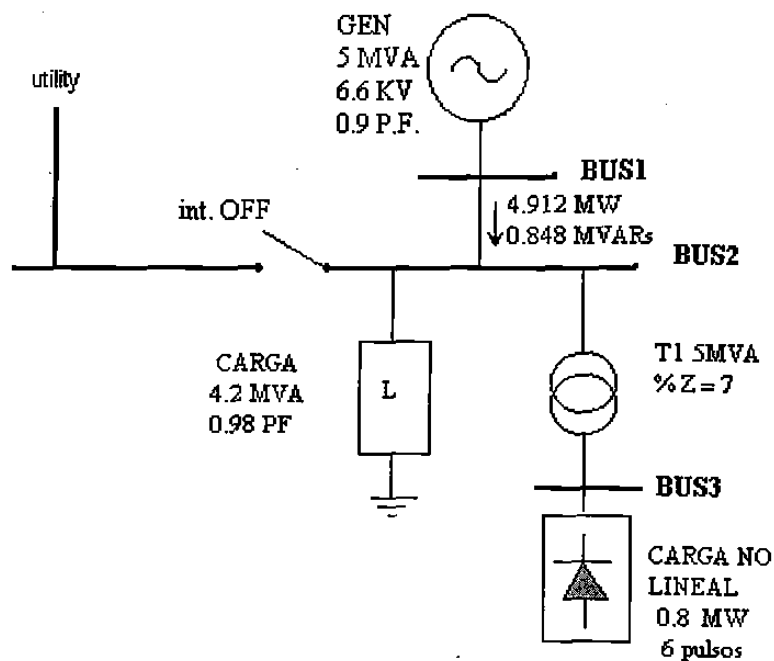 GEN
5 MVA
6.6 KV
0.9 P.F.
utility
BUS1
int. OFF
4.912 MW
0.848 MVARs
BUS2
CARGA
4.2 MVA
0.98 PF
L
T1 5MVA
% Z = 7
BUS3
CARGA NO
LINEAL
0.8 MW
6 pulsos